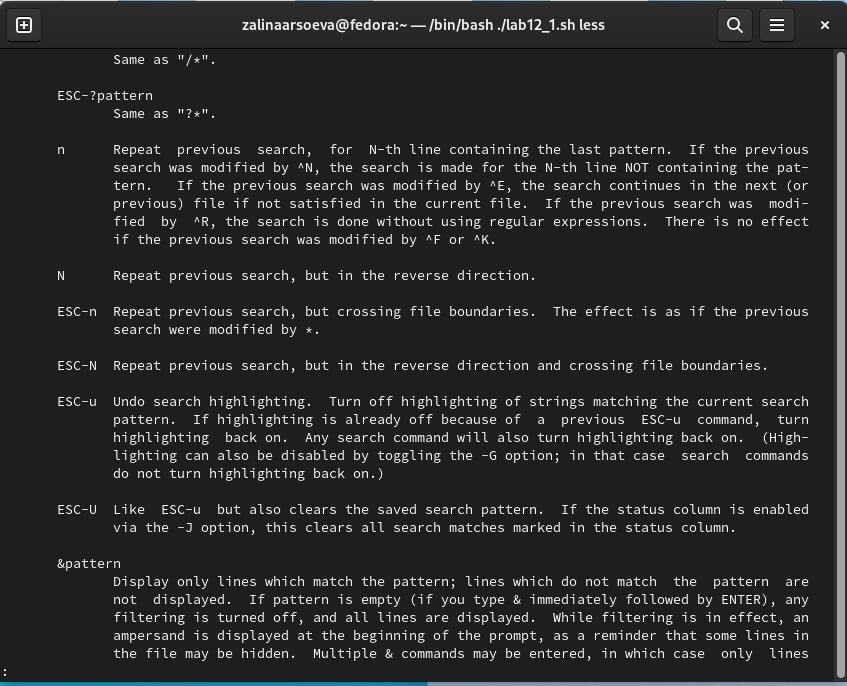 zalinaarsoeva@fedora:~ — /bin/bash ./lab12_1.sh less
Same as "/*".
ESC-?pattern
Same as "?*".
n Repeat previous search, for N-th line containing the last pattern. If the previous
search was modified by ^N, the search is made for the N-th line NOT containing the pat-
tern. If the previous search was modified by ^E, the search continues in the next (or
previous) file if not satisfied in the current file. If the previous search was modi-
fied by ^R, the search is done without using regular expressions. There is no effect
if the previous search was modified by ^F or ^K.
N Repeat previous search, but in the reverse direction.
ESC-n Repeat previous search, but crossing file boundaries. The effect is as if the previous
search were modified by *.
ESC-N Repeat previous search, but in the reverse direction and crossing file boundaries.
ESC-u Undo search highlighting. Turn off highlighting of strings matching the current search
pattern. If highlighting is already off because of a previous ESC-u command, turn
highlighting back on. Any search command will also turn highlighting back on. (High-
lighting can also be disabled by toggling the -G option; in that case search commands
do not turn highlighting back on.)
ESC-U Like ESC-u but also clears the saved search pattern. If the status column is enabled
via the -J option, this clears all search matches marked in the status column.
&pattern
Display only lines which match the pattern; lines which do not match the pattern are
not displayed. If pattern is empty (if you type & immediately followed by ENTER), any
filtering is turned off, and all lines are displayed. While filtering is in effect, an
ampersand is displayed at the beginning of the prompt, as a reminder that some lines in
the file may be hidden. Multiple & commands may be entered, in which case only lines
: